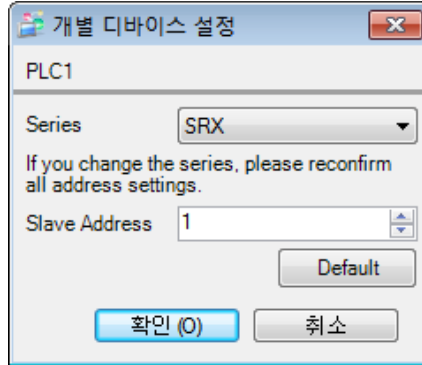 개별 디바이스 설정
PLC1
Series SRX
If you change the series, please reconfirm
all address settings.
Slave Address 1
Default
확인 (O) 취소